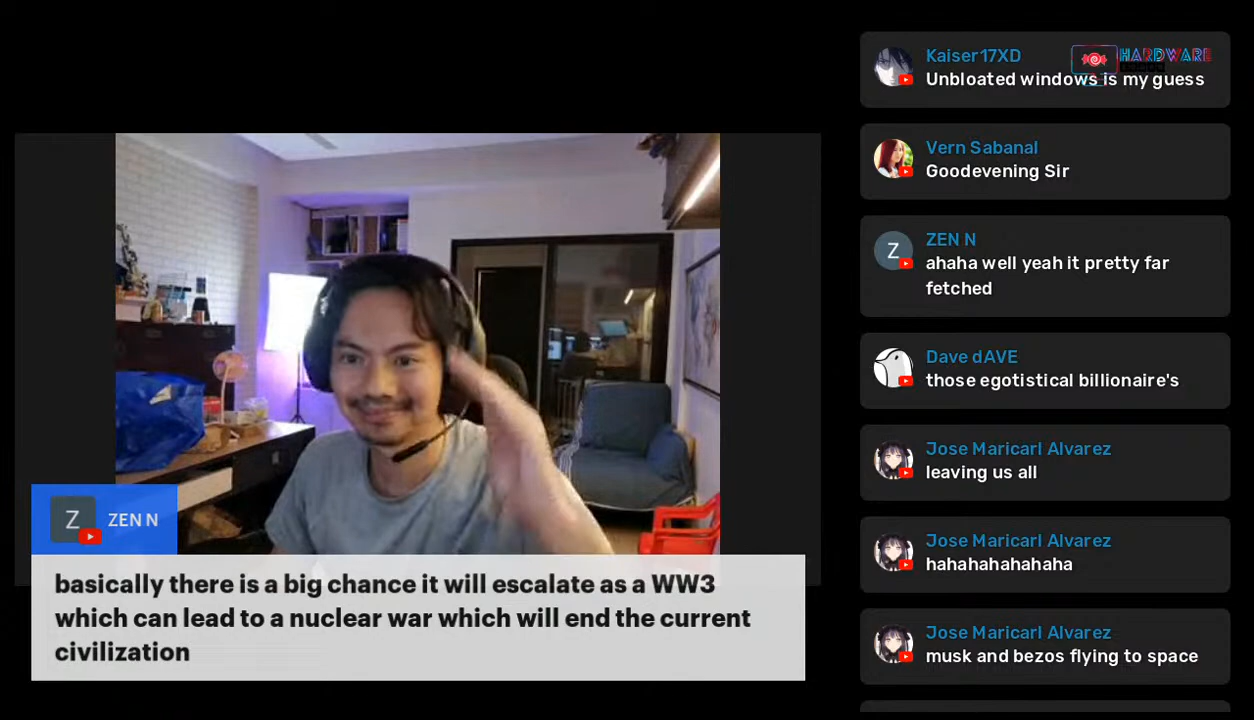 Kaiser17XD
HARDWARE
Unbloated windows is my guess
Vern Sabanal
Goodevening Sir
Z
ZEN N
ahaha well yeah it pretty far
fetched
Dave dAVE
those egotistical billionaire's
Jose Maricarl Alvarez
leaving us all
Jose Maricarl Alvarez
hahahahahahaha
Jose Maricarl Alvarez
musk and bezos flying to space
Z
ZEN N
basically there is a big chance it will escalate as a WW3
which can lead to a nuclear war which will end the current
civilization